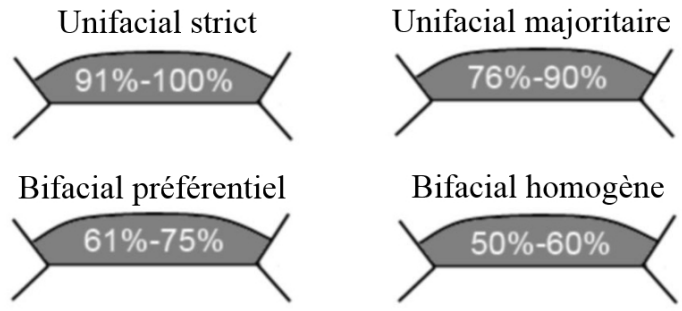 Unifacial strict
Unifacial majoritaire
91%-100%
76%-90%
Bifacial préférentiel
Bifacial homogène
61%-75%
50%-60%